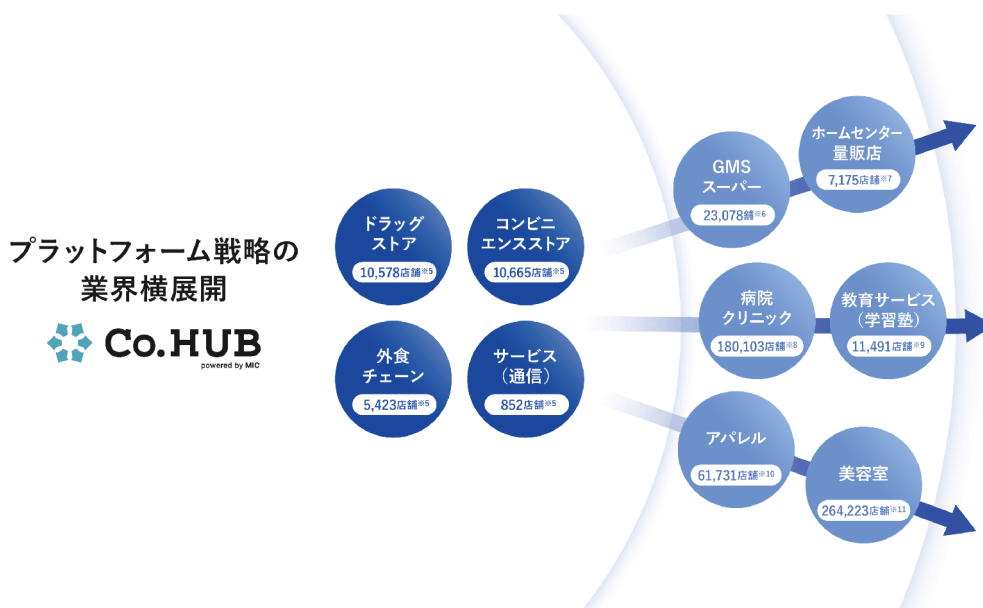 プラットフォーム戦略の
業界横展開
Co.HUB
powered by MIC
ドラッグ
ストア
10,578店舗※5
コンビニ
エンスストア
10,665店舗※5
外食
チェーン
5,423店舗※5
サービス
（通信）
852店舗※5
GMS
スーパー
23,078舗※6
ホームセンター
量販店
7,175店舗※7
病院
クリニック
180,103店舗※8
教育サービス
（学習塾）
11,491店舗※9
アパレル
61,731店舗※10
美容室
264,223店舗※11